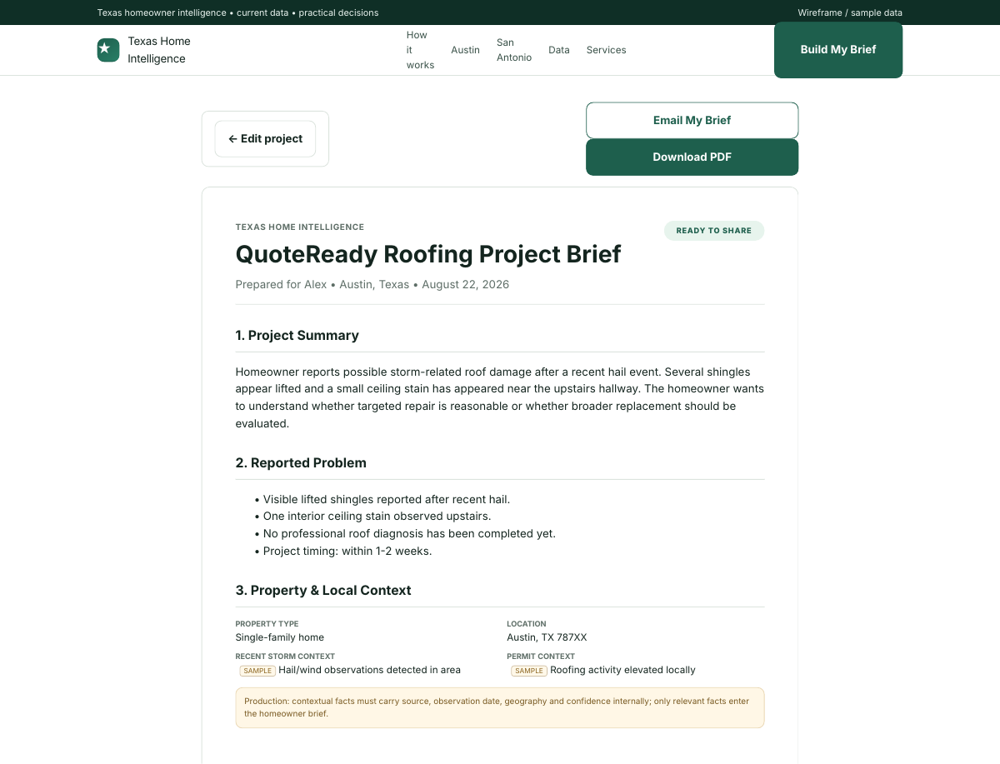 Texas homeowner intelligence • current data • practical decisions
Wireframe / sample data
Texas Home
Intelligence
How
it
works
Austin
San
Antonio
Data
Services
Build My Brief
← Edit project
Email My Brief
Download PDF
TEXAS HOME INTELLIGENCE
READY TO SHARE
QuoteReady Roofing Project Brief
Prepared for Alex • Austin, Texas • August 22, 2026
1. Project Summary
Homeowner reports possible storm-related roof damage after a recent hail event. Several shingles
appear lifted and a small ceiling stain has appeared near the upstairs hallway. The homeowner wants
to understand whether targeted repair is reasonable or whether broader replacement should be
evaluated.
2. Reported Problem
• Visible lifted shingles reported after recent hail.
• One interior ceiling stain observed upstairs.
• No professional roof diagnosis has been completed yet.
• Project timing: within 1-2 weeks.
3. Property & Local Context
PROPERTY TYPE
Single-family home
LOCATION
Austin, TX 787XX
RECENT STORM CONTEXT
SAMPLE Hail/wind observations detected in area
PERMIT CONTEXT
SAMPLE Roofing activity elevated locally
Production: contextual facts must carry source, observation date, geography and confidence internally; only relevant facts enter
the homeowner brief.